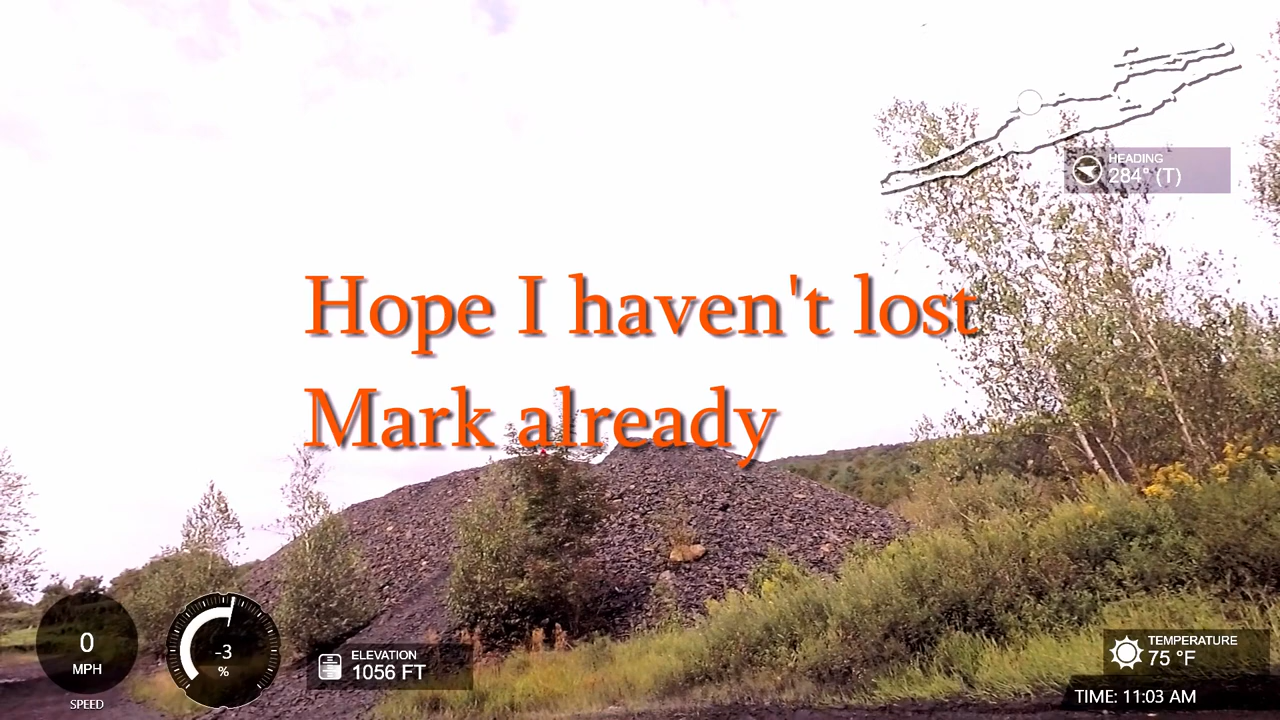 HEADING
284° (T)
Hope I haven't lost
Mark already
0
MPH
SPEED
-3
%
ELEVATION
1056 FT
TEMPERATURE
75 °F
TIME: 11:03 AM